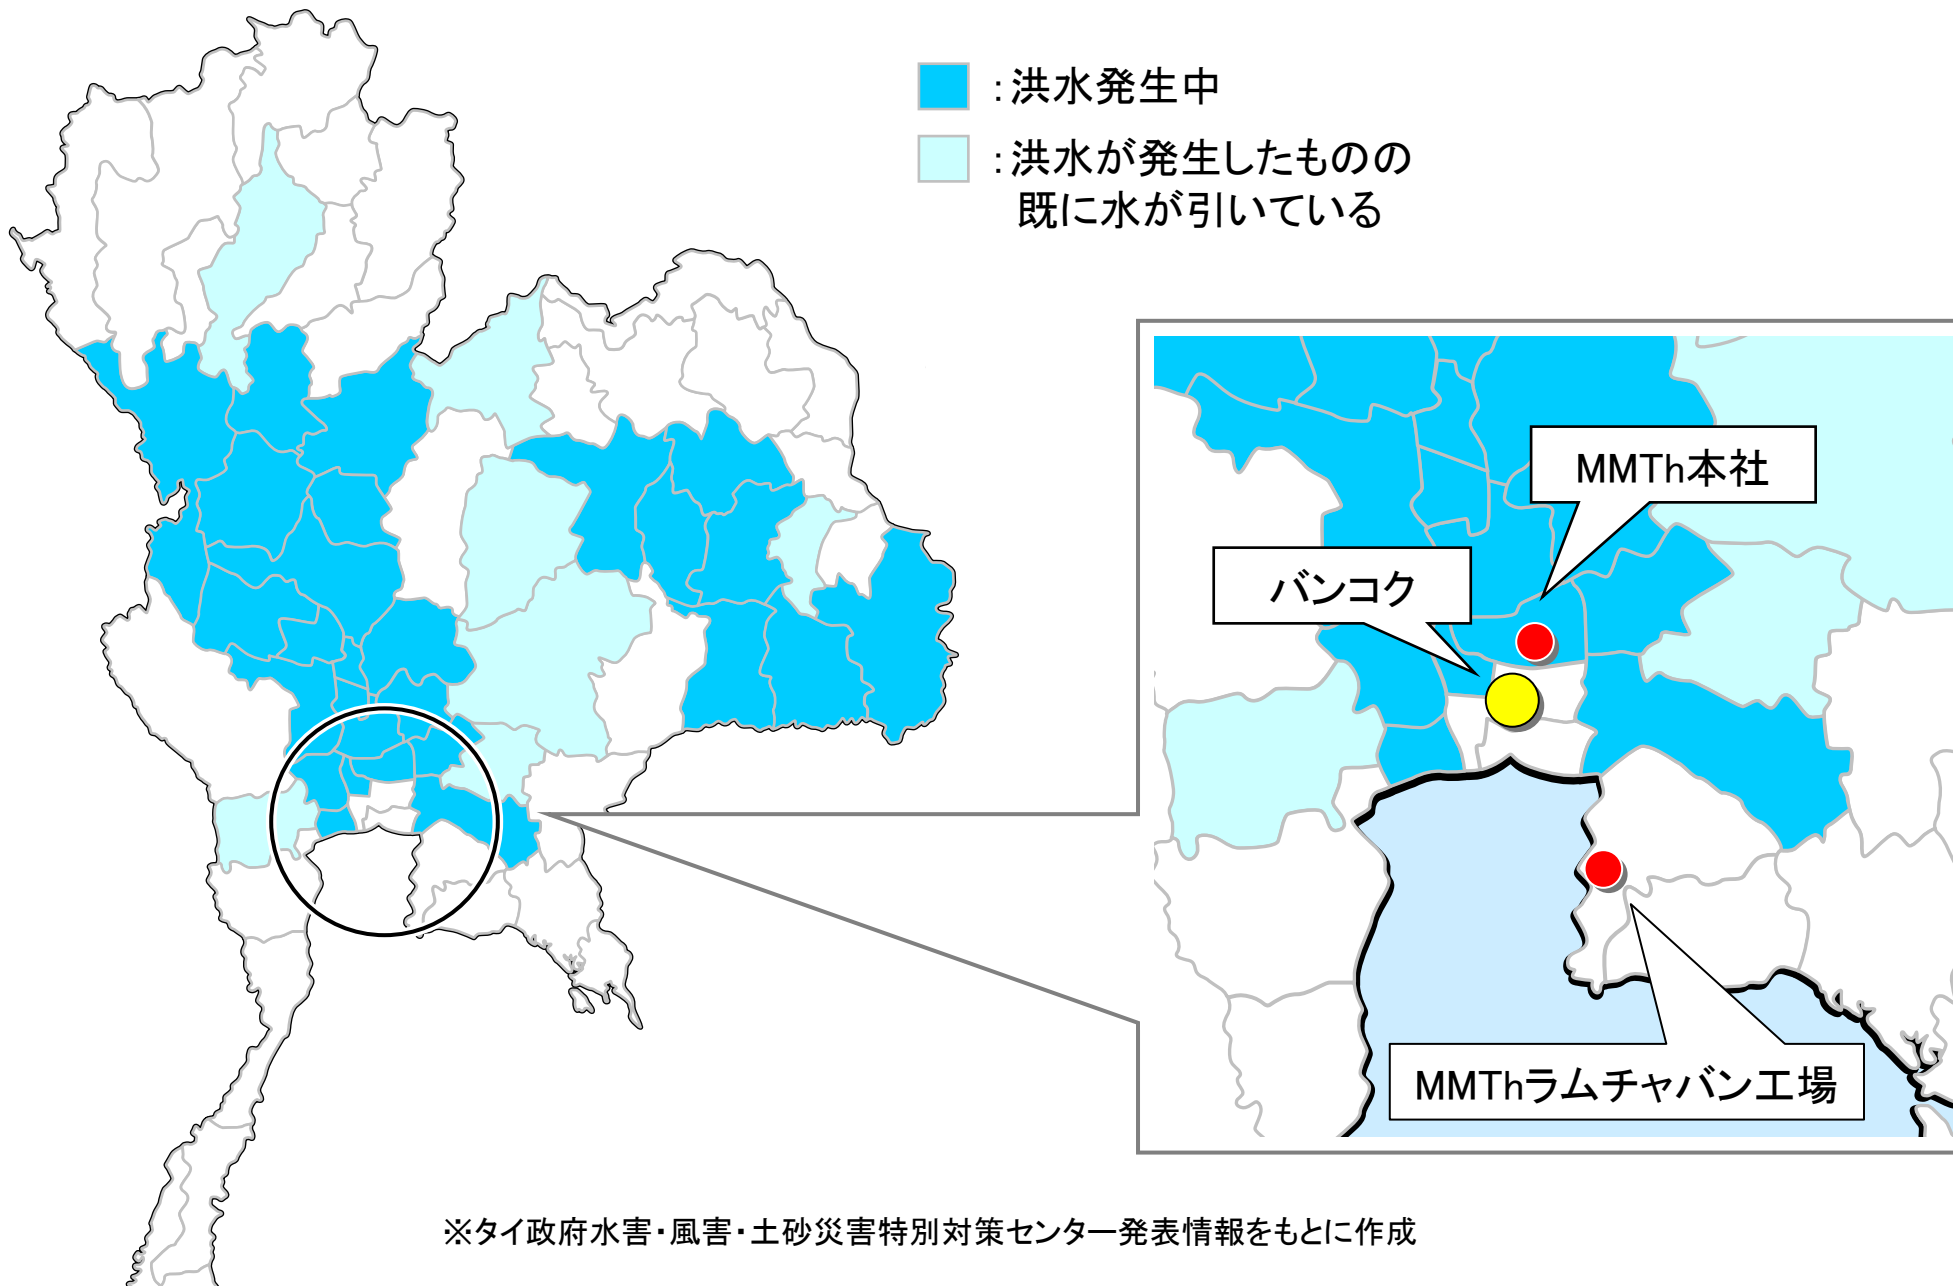 ：洪水発生中
：洪水が発生したものの
既に水が引いている
MMTh本社
バンコク
MMThラムチャバン工場
※タイ政府水害・風害・土砂災害特別対策センター発表情報をもとに作成